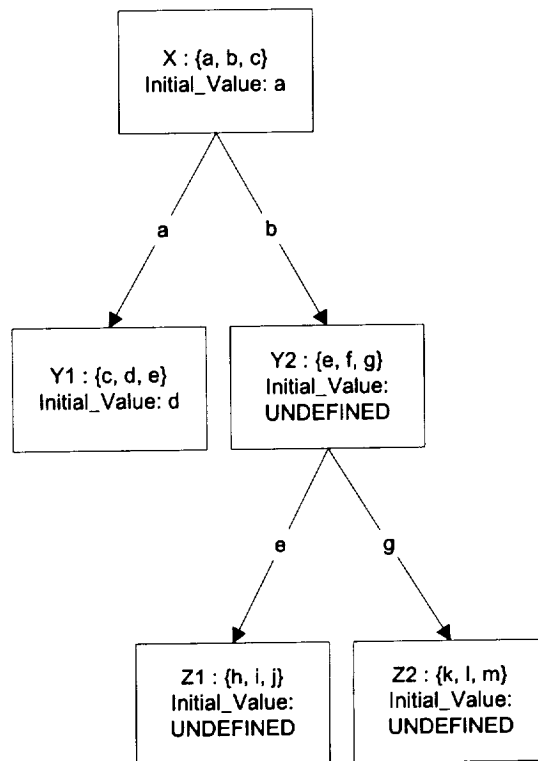 X : {a, b, c}
Initial_Value: a
a
b
Y1 : {c, d, e}
Initial_Value: d
Y2 : {e, f, g}
Initial_Value:
UNDEFINED
e
g
Z1 : {h, i, j}
Initial_Value:
UNDEFINED
Z2 : {k, l, m}
Initial_Value:
UNDEFINED